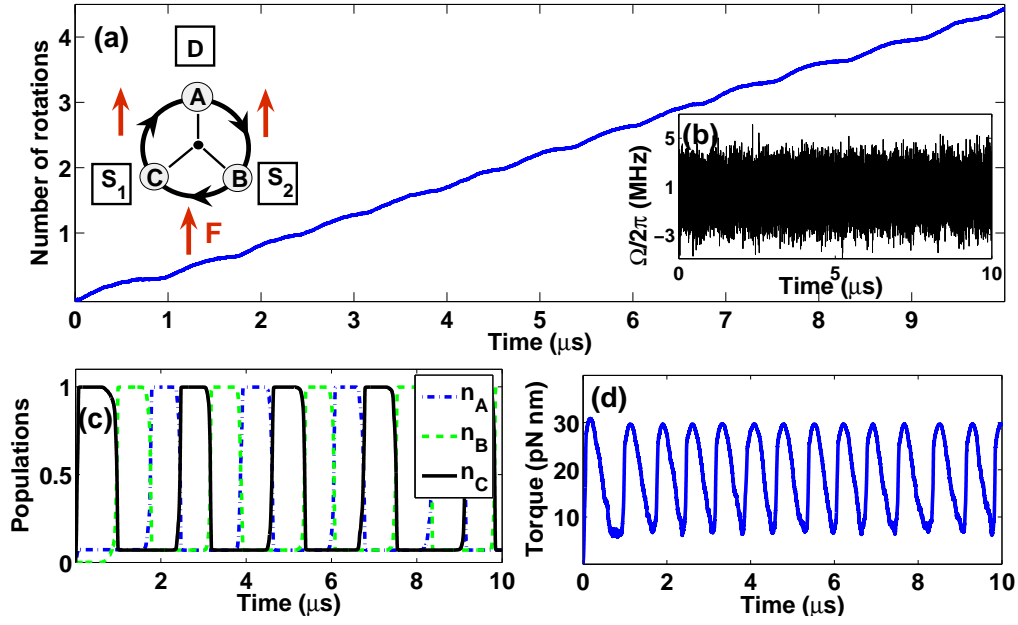 (a)
D
A
C
B
S1
S2
F
Number of rotations
4
3
2
1
0 1 2 3 4 5 6 7 8 9
Time (μs)
(b)
Ω/2π (MHz)
5
1
−3
0 5 10
Time (μs)
(c)
Populations
1
0.5
0
2 4 6 8 10
Time (μs)
nA
nB
nC
(d)
Torque (pN nm)
30
20
10
0 2 4 6 8 10
Time (μs)